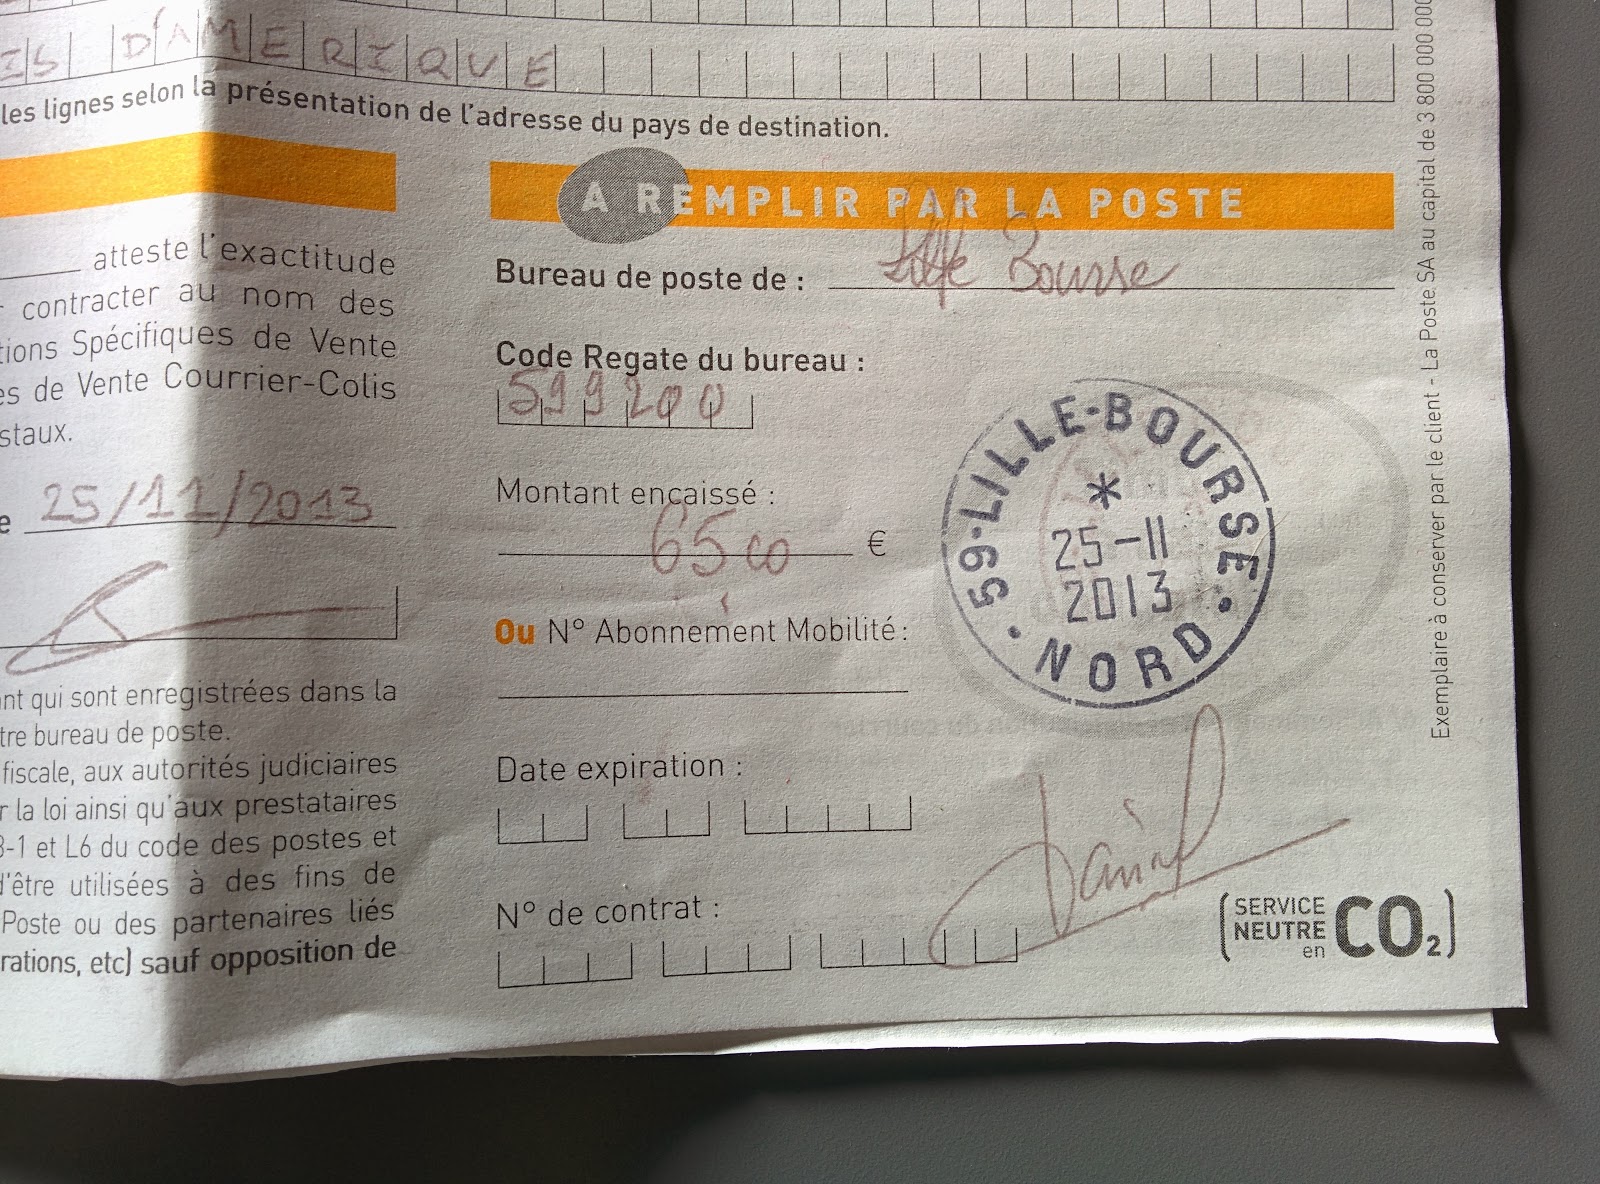 IS D'AMERIQUE
les lignes selon la présentation de l'adresse du pays de destination.
atteste l'exactitude
contracter au nom des
tions Spécifiques de Vente
es de Vente Courrier-Colis
staux.
e 25/11/2013
nt qui sont enregistrées dans la
tre bureau de poste.
fiscale, aux autorités judiciaires
r la loi ainsi qu'aux prestataires
3-1 et L6 du code des postes et
d'être utilisées à des fins de
Poste ou des partenaires liés
rations, etc) sauf opposition de
A REMPLIR PAR LA POSTE
Bureau de poste de : Lille Bourse
Code Regate du bureau :
599200
Montant encaissé :
65 00 €
Ou N° Abonnement Mobilité :
Date expiration :
N° de contrat :
59-LILLE-BOURSE
*
25-11
2013
• NORD •
(SERVICE
NEUTRE
en CO₂)
Exemplaire à conserver par le client - La Poste SA au capital de 3 800 000 00